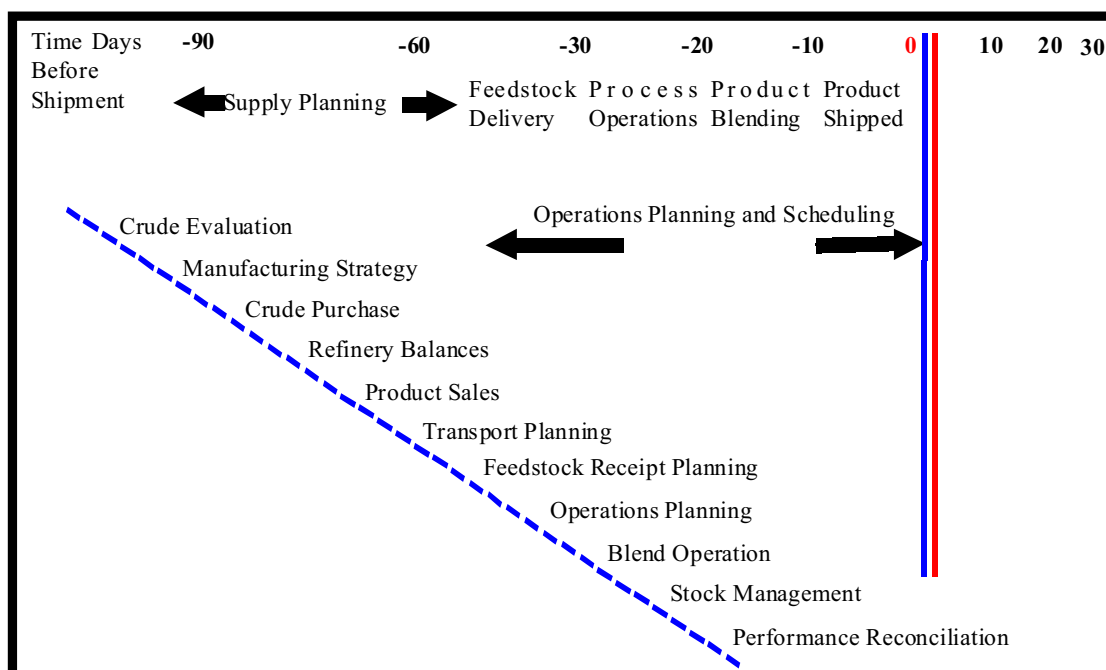 Time Days -90 -60 -30 -20 -10 0 10 20 30
Before
Shipment
Supply Planning
Feedstock Process Product Product
Delivery Operations Blending Shipped
Operations Planning and Scheduling
Crude Evaluation
Manufacturing Strategy
Crude Purchase
Refinery Balances
Product Sales
Transport Planning
Feedstock Receipt Planning
Operations Planning
Blend Operation
Stock Management
Performance Reconciliation